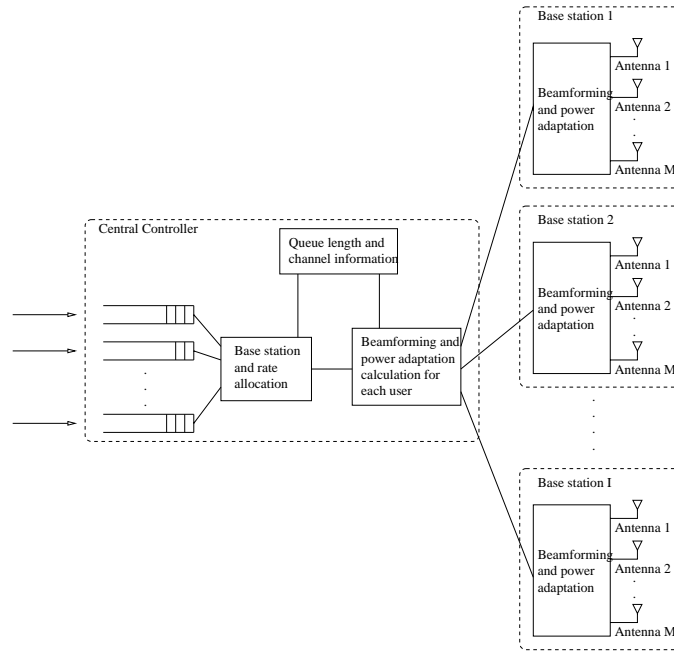 Base station 1
Antenna 1
Beamforming
and power
adaptation
Antenna 2
Antenna M
Central Controller
Queue length and
channel information
Base station
and rate
allocation
Beamforming and
power adaptation
calculation for
each user
Base station 2
Antenna 1
Beamforming
and power
adaptation
Antenna 2
Antenna M
Base station I
Antenna 1
Beamforming
and power
adaptation
Antenna 2
Antenna M